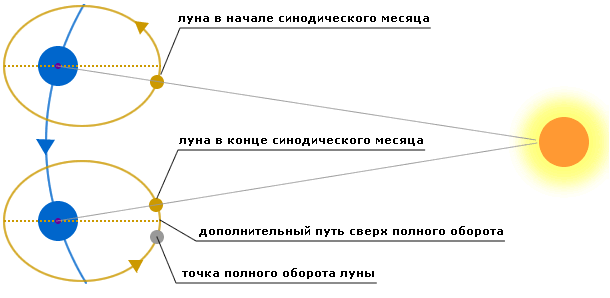 луна в начале синодического месяца
луна в конце синодического месяца
дополнительный путь сверх полного оборота
точка полного оборота луны